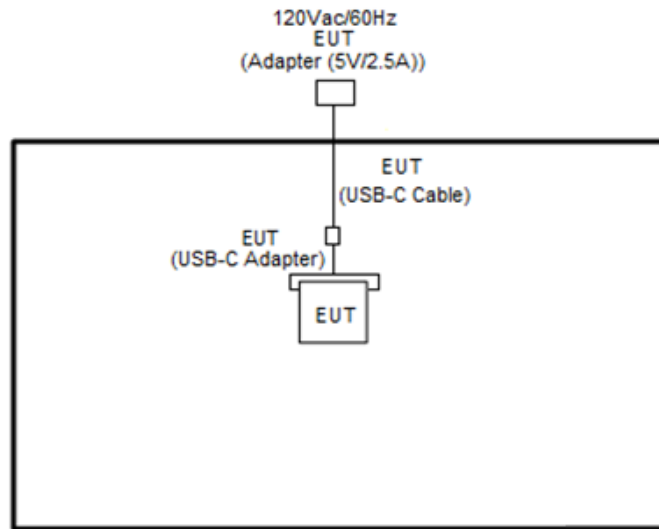 120Vac/60Hz
EUT
(Adapter (5V/2.5A))
EUT
(USB-C Cable)
EUT
(USB-C Adapter)
EUT